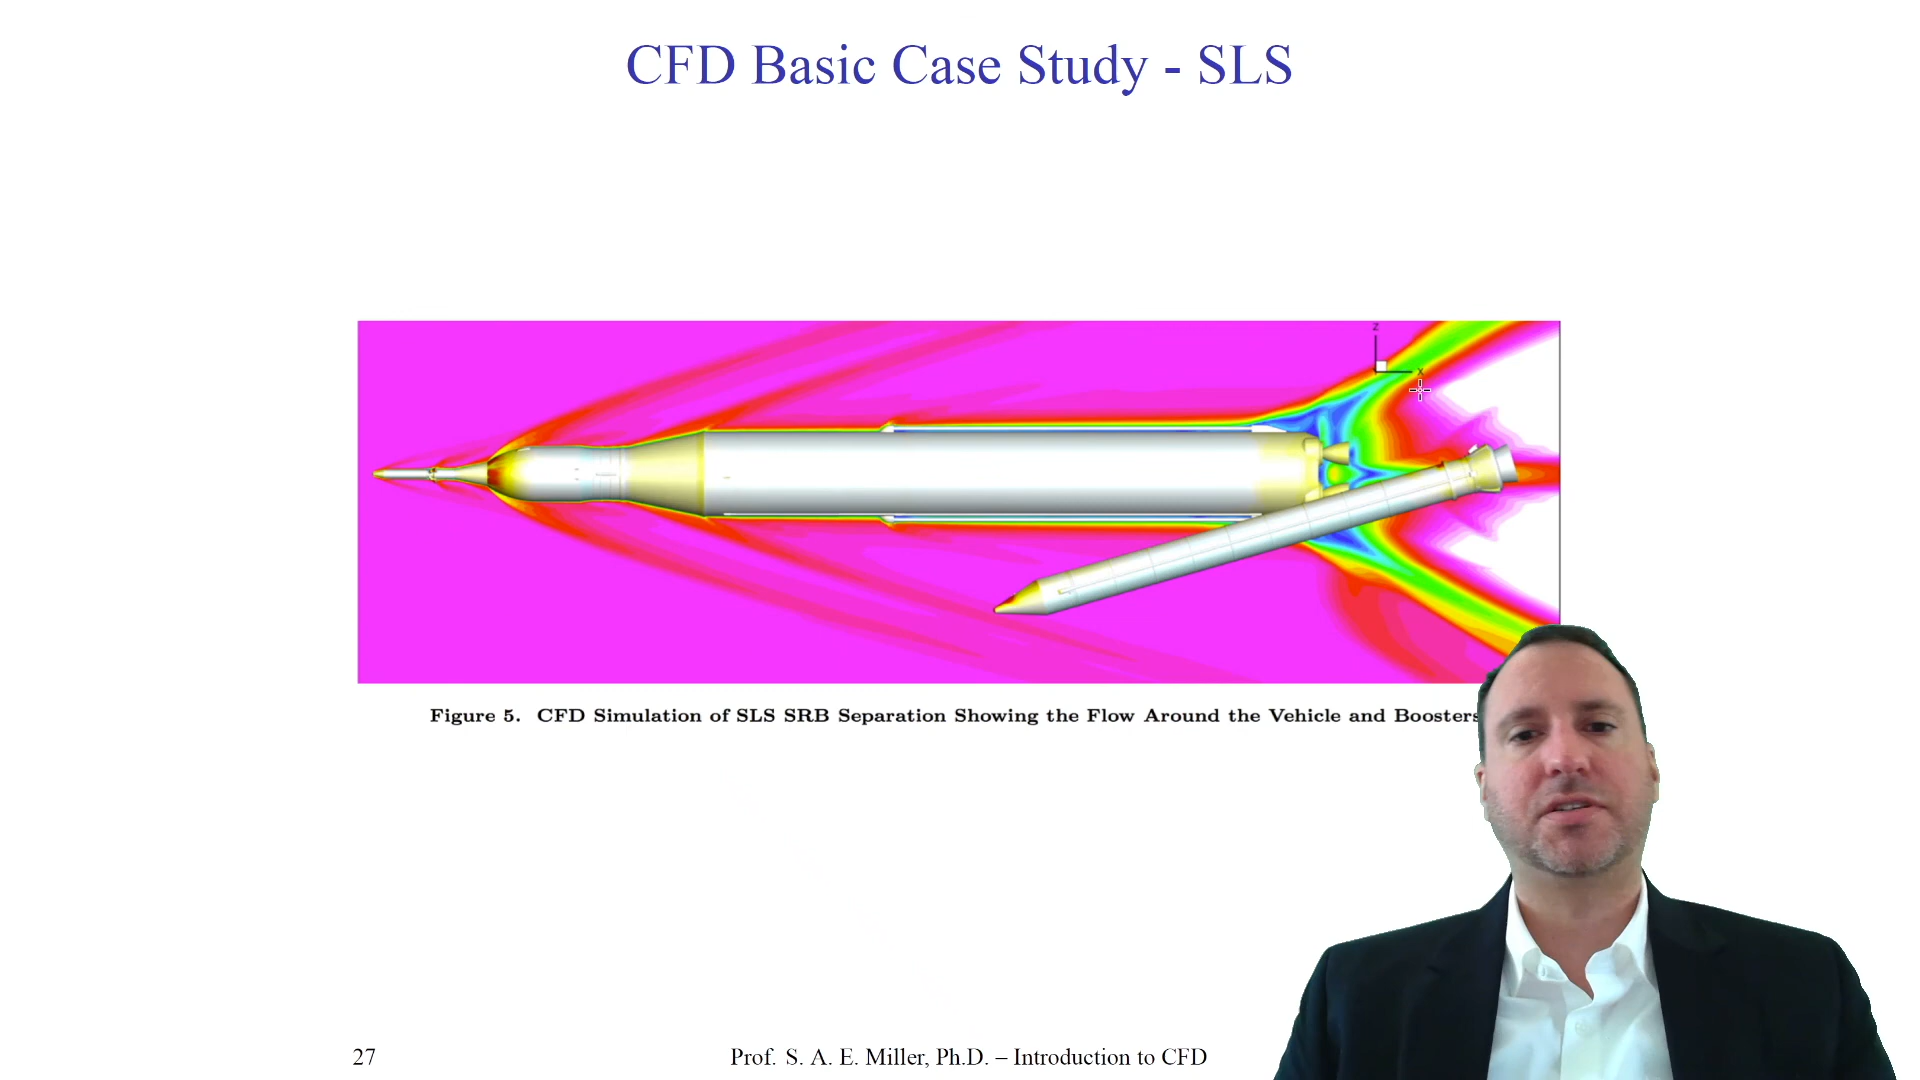 CFD Basic Case Study - SLS
Z
X
Figure 5. CFD Simulation of SLS SRB Separation Showing the Flow Around the Vehicle and Boosters
27
Prof. S. A. E. Miller, Ph.D. – Introduction to CFD